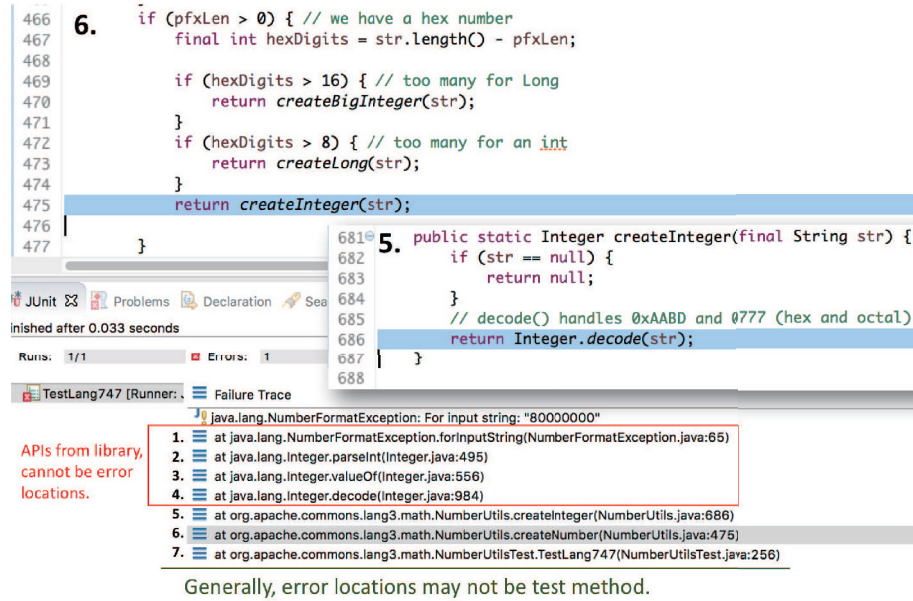 466 6. if (pfxLen > 0) { // we have a hex number
467 final int hexDigits = str.length() - pfxLen;
468
469 if (hexDigits > 16) { // too many for Long
470 return createBigInteger(str);
471 }
472 if (hexDigits > 8) { // too many for an int
473 return createLong(str);
474 }
475 return createInteger(str);
476
477 }
681 5. public static Integer createInteger(final String str) {
682 if (str == null) {
683 return null;
684 }
685 // decode() handles 0xAABD and 0777 (hex and octal)
686 return Integer.decode(str);
687 }
688
JUnit Problems Declaration Sea
inished after 0.033 seconds
Runs: 1/1 Errors: 1
TestLang747 [Runner: Failure Trace
java.lang.NumberFormatException: For input string: "80000000"
1. at java.lang.NumberFormatException.forInputString(NumberFormatException.java:65)
2. at java.lang.Integer.parseInt(Integer.java:495)
3. at java.lang.Integer.valueOf(Integer.java:556)
4. at java.lang.Integer.decode(Integer.java:984)
APIs from library,
cannot be error
locations.
5. at org.apache.commons.lang3.math.NumberUtils.createInteger(NumberUtils.java:686)
6. at org.apache.commons.lang3.math.NumberUtils.createNumber(NumberUtils.java:475)
7. at org.apache.commons.lang3.math.NumberUtilsTest.TestLang747(NumberUtilsTest.java:256)
Generally, error locations may not be test method.